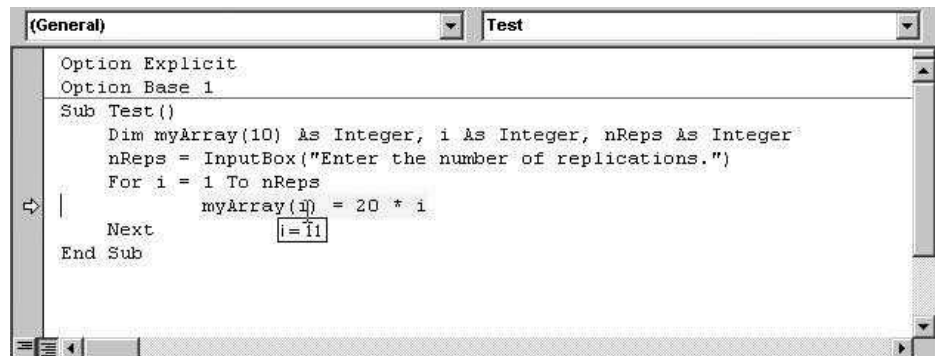 (General) Test
Option Explicit
Option Base 1
Sub Test()
    Dim myArray(10) As Integer, i As Integer, nReps As Integer
    nReps = InputBox("Enter the number of replications.")
    For i = 1 To nReps
            myArray(i) = 20 * i
    Next
i = 11
End Sub